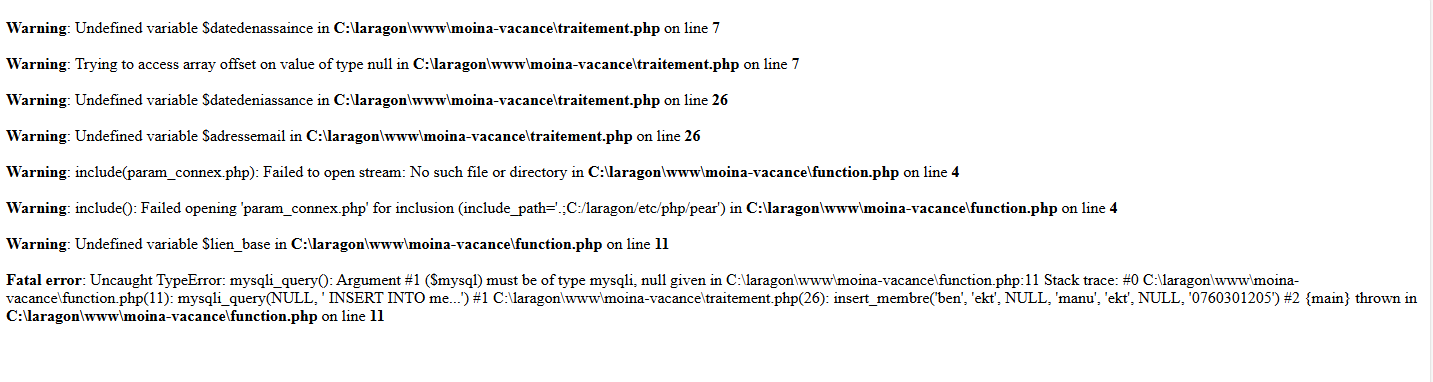 Warning: Undefined variable $datedenassaince in C:\laragon\www\moina-vacance\traitement.php on line 7
Warning: Trying to access array offset on value of type null in C:\laragon\www\moina-vacance\traitement.php on line 7
Warning: Undefined variable $datedeniassance in C:\laragon\www\moina-vacance\traitement.php on line 26
Warning: Undefined variable $adressemail in C:\laragon\www\moina-vacance\traitement.php on line 26
Warning: include(param_connex.php): Failed to open stream: No such file or directory in C:\laragon\www\moina-vacance\function.php on line 4
Warning: include(): Failed opening 'param_connex.php' for inclusion (include_path='.;C:/laragon/etc/php/pear') in C:\laragon\www\moina-vacance\function.php on line 4
Warning: Undefined variable $lien_base in C:\laragon\www\moina-vacance\function.php on line 11
Fatal error: Uncaught TypeError: mysqli_query(): Argument #1 ($mysql) must be of type mysqli, null given in C:\laragon\www\moina-vacance\function.php:11 Stack trace: #0 C:\laragon\www\moina-
vacance\function.php(11): mysqli_query(NULL, ' INSERT INTO me...') #1 C:\laragon\www\moina-vacance\traitement.php(26): insert_membre('ben', 'ekt', NULL, 'manu', 'ekt', NULL, '0760301205') #2 {main} thrown in
C:\laragon\www\moina-vacance\function.php on line 11